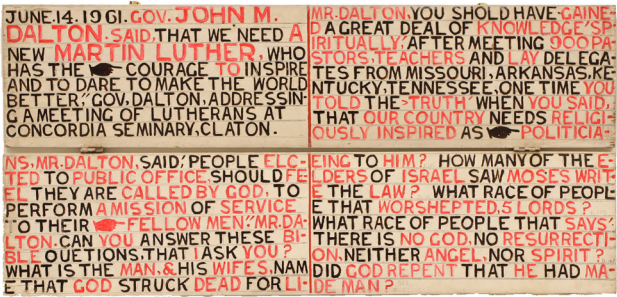 JUNE.14.1961.GOV. JOHN M.
DALTON.SAID,THAT WE NEED A
NEW MARTIN LUTHER, WHO
HAS THE COURAGE TO INSPIRE
AND TO DARE TO MAKE THE WORLD
BETTER."GOV,DALTON,ADDRESSIN-
G A MEETING OF LUTHERANS AT
CONCORDIA SEMINARY,CLATON.
MR.DALTON,YOU SHOLD HAVE-GAINE-
D A GREAT DEAL OF KNOWLEDGE'SP-
IRITUALLY,AFTER MEETING 900 PA-
STORS,TEACHERS AND LAY DELEGA-
TES FROM MISSOURI,ARKANSAS,KE-
NTUCKY,TENNESSEE,ONE TIME YOU
TOLD THE>TRUTH'WHEN YOU SAID,
THAT OUR COUNTRY NEEDS RELIGI-
OUSLY INSPIRED AS POLITICIA-
NS,MR.DALTON,SAID,'PEOPLE ELC-
TED TO PUBLIC OFFICE SHOULD FE-
EL THEY ARE CALLED BY GOD, TO
PERFORM A MISSION OF SERVICE
TO THEIR FELLOW MEN."MR.DA-
LTON.CAN YOU ANSWER THESE BI-
BLE QUETIONS,THAT I ASK YOU?
WHAT IS THE MAN,& HIS WIFES,NAM
E THAT GOD STRUCK DEAD FOR LI-
EING TO HIM? HOW MANY OF THE E-
LDERS OF ISRAEL SAW MOSES WRIT-
E THE LAW? WHAT RACE OF PEOPL-
E THAT WORSHEPTED,5 LORDS?
WHAT RACE OF PEOPLE THAT SAYS'
THERE IS NO GOD,NO RESURRECTI-
ON,NEITHER ANGEL,NOR SPIRIT?
DID GOD REPENT THAT HE HAD MA-
DE MAN?